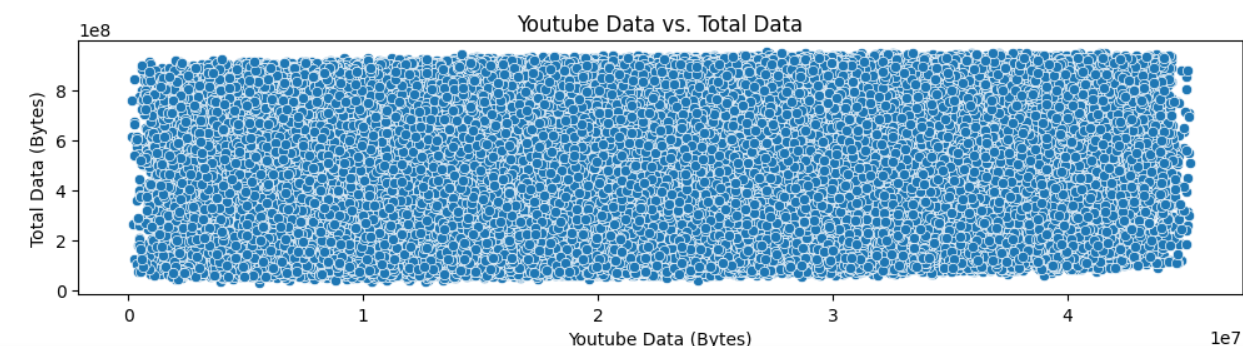 Youtube Data vs. Total Data
1e8
8
6
4
2
0
Total Data (Bytes)
0 1 2 3 4
Youtube Data (Bytes)
1e7